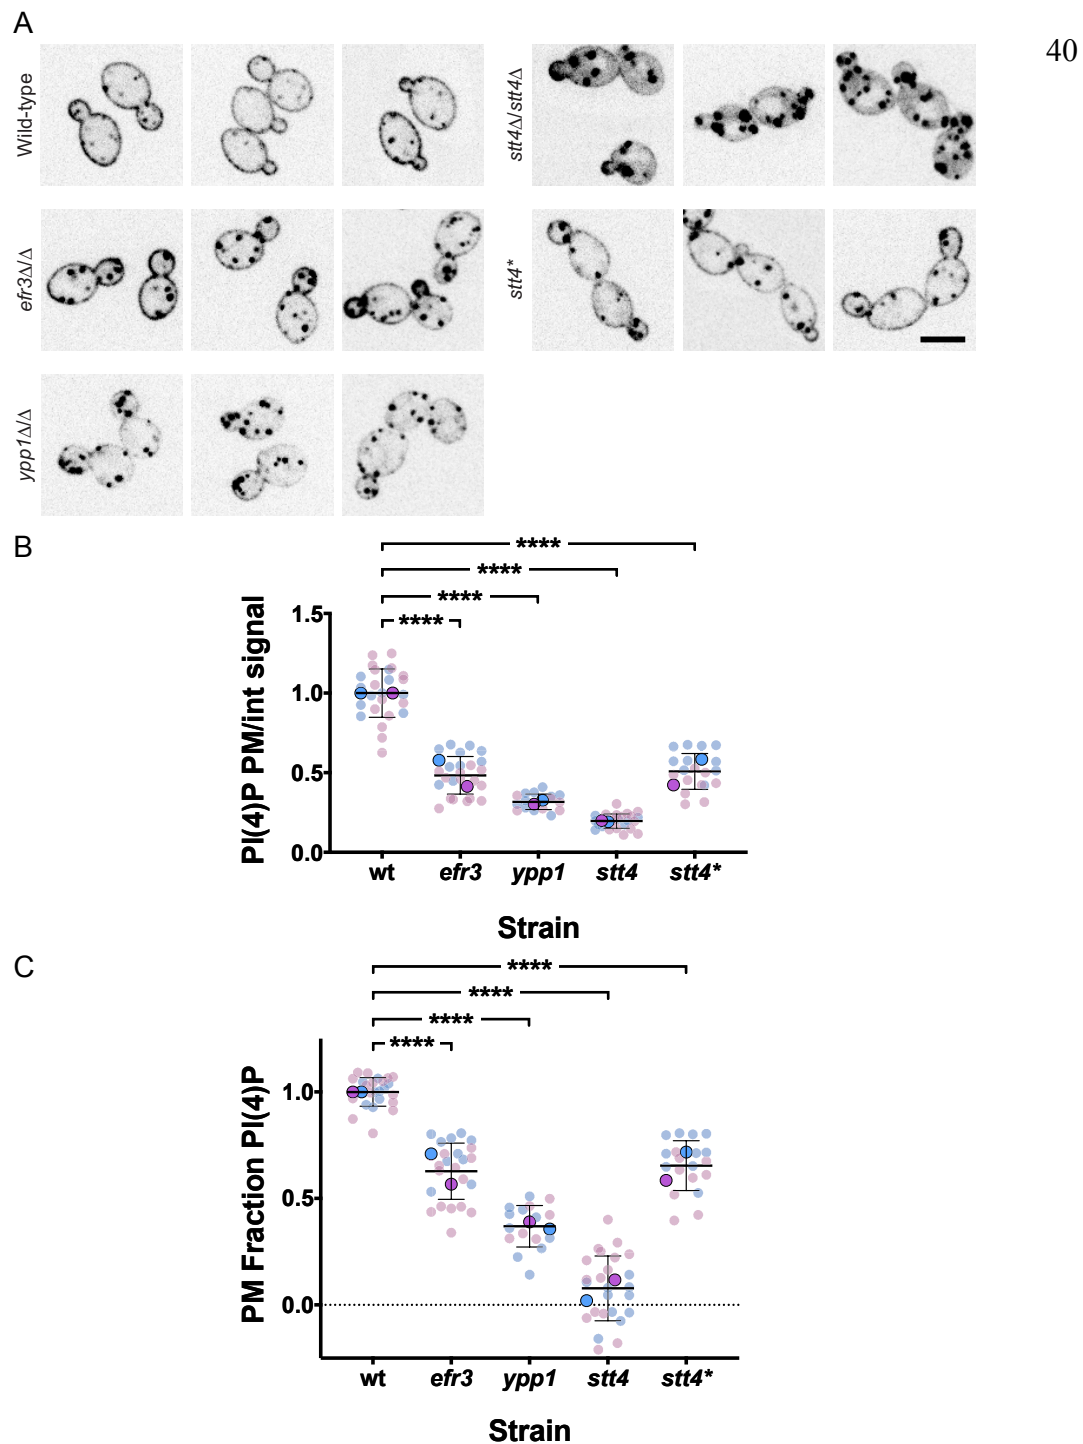 A
40
Wild-type
stt4Δ/stt4Δ
efr3Δ/Δ
stt4*
ypp1Δ/Δ
B
****
****
****
****
PI(4)P PM/int signal
1.5
1.0
0.5
0.0
wt efr3 ypp1 stt4 stt4*
Strain
C
****
****
****
****
PM Fraction PI(4)P
1.0
0.5
0.0
wt efr3 ypp1 stt4 stt4*
Strain